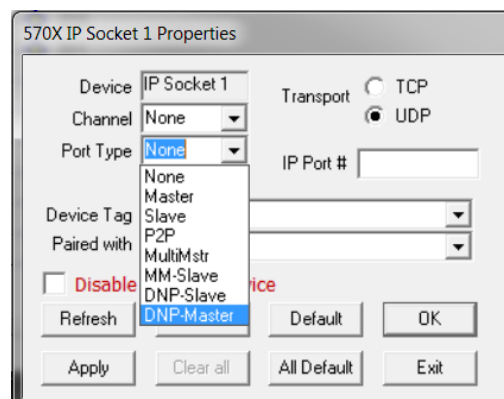 570X IP Socket 1 Properties
Device IP Socket 1 Transport TCP
Channel None UDP
Port Type None IP Port #
None
Master
Device Tag Slave
P2P
Paired with MultiMstr
MM-Slave
Disable ice
DNP-Slave
Refresh DNP-Master Default OK
Apply Clear all All Default Exit